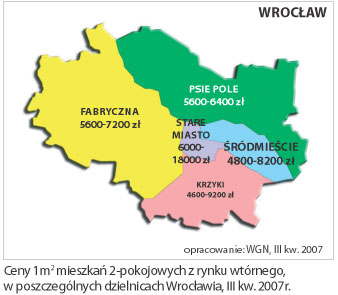 WROCŁAW
PSIE POLE
5600-6400 zł
FABRYCZNA
5600-7200 zł
STARE
MIASTO
6000-
18000 zł
ŚRÓDMIEŚCIE
4800-8200 zł
KRZYKI
4600-9200 zł
opracowanie: WGN, III kw. 2007
Ceny 1m² mieszkań 2-pokojowych z rynku wtórnego,
w poszczególnych dzielnicach Wrocławia, III kw. 2007r.